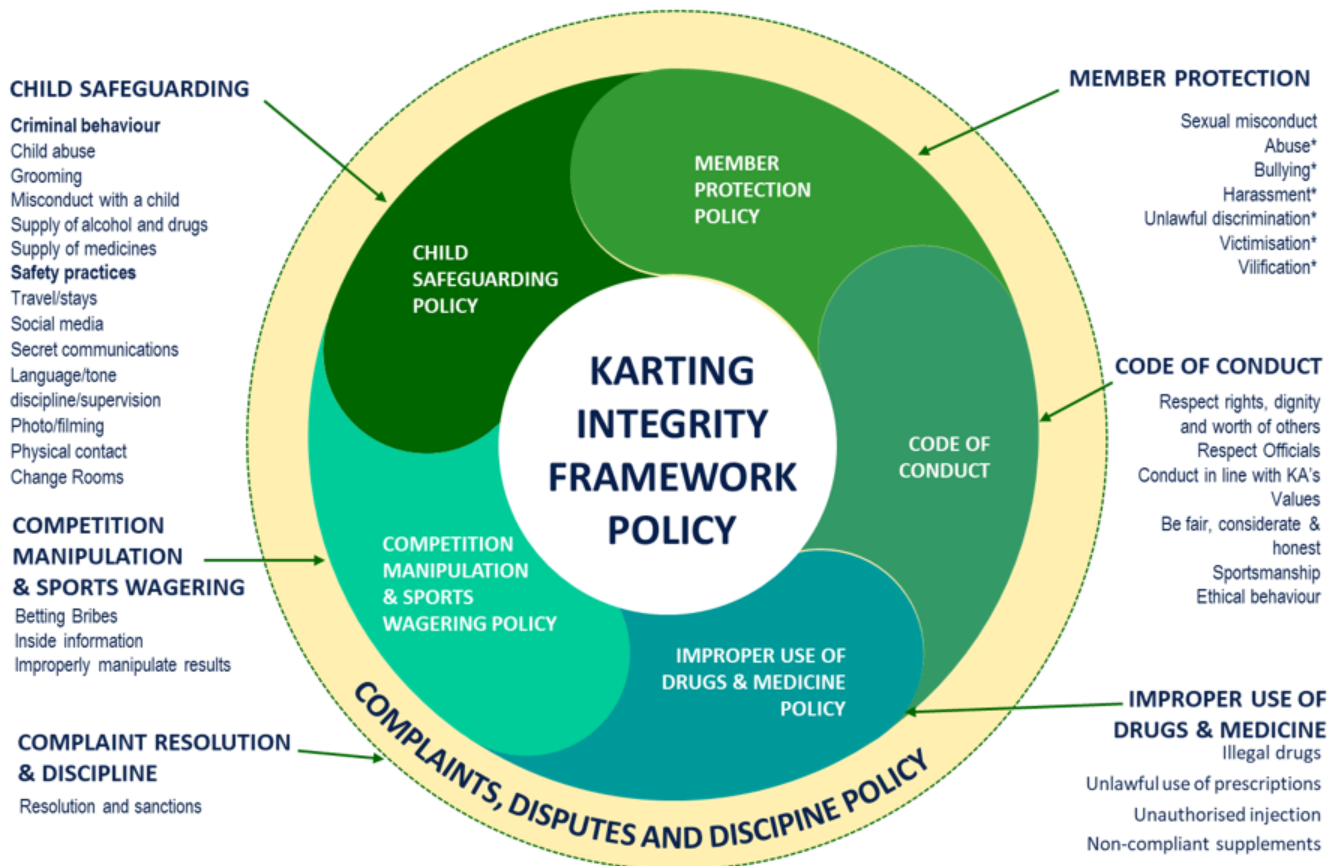 CHILD SAFEGUARDING
Criminal behaviour
Child abuse
Grooming
Misconduct with a child
Supply of alcohol and drugs
Supply of medicines
Safety practices
Travel/stays
Social media
Secret communications
Language/tone
discipline/supervision
Photo/filming
Physical contact
Change Rooms
COMPETITION
MANIPULATION
& SPORTS WAGERING
Betting Bribes
Inside information
Improperly manipulate results
COMPLAINT RESOLUTION
& DISCIPLINE
Resolution and sanctions
CHILD
SAFEGUARDING
POLICY
MEMBER
PROTECTION
POLICY
CODE OF
CONDUCT
IMPROPER USE OF
DRUGS & MEDICINE
POLICY
COMPETITION
MANIPULATION
& SPORTS
WAGERING POLICY
KARTING
INTEGRITY
FRAMEWORK
POLICY
COMPLAINTS, DISPUTES AND DISCIPINE POLICY
MEMBER PROTECTION
Sexual misconduct
Abuse*
Bullying*
Harassment*
Unlawful discrimination*
Victimisation*
Vilification*
CODE OF CONDUCT
Respect rights, dignity
and worth of others
Respect Officials
Conduct in line with KA's
Values
Be fair, considerate &
honest
Sportsmanship
Ethical behaviour
IMPROPER USE OF
DRUGS & MEDICINE
Illegal drugs
Unlawful use of prescriptions
Unauthorised injection
Non-compliant supplements